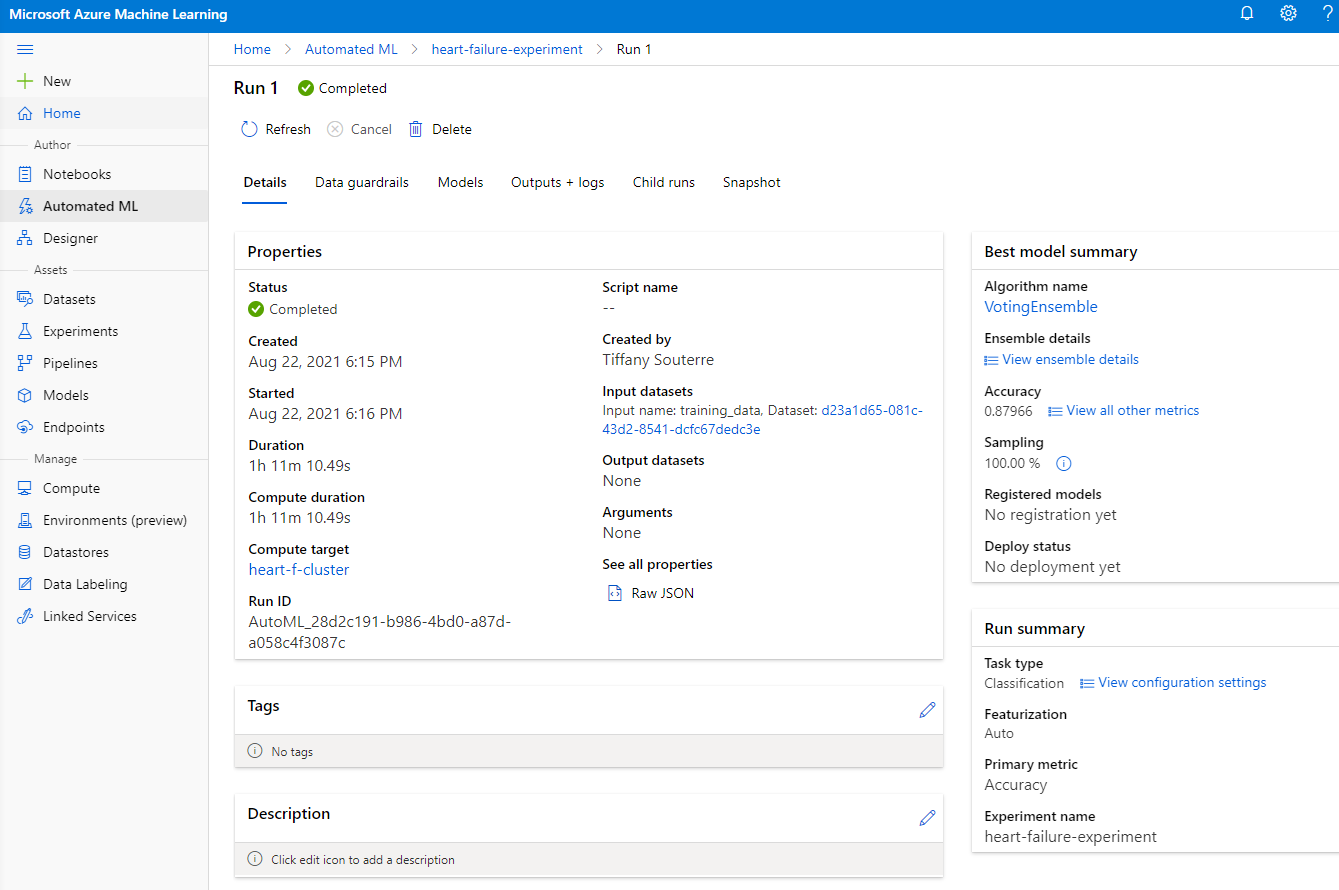 Microsoft Azure Machine Learning
Home > Automated ML > heart-failure-experiment > Run 1
New
Home
Author
Notebooks
Automated ML
Designer
Assets
Datasets
Experiments
Pipelines
Models
Endpoints
Manage
Compute
Environments (preview)
Datastores
Data Labeling
Linked Services
Run 1 Completed
Refresh Cancel Delete
Details Data guardrails Models Outputs + logs Child runs Snapshot
Properties
Status
Completed
Created
Aug 22, 2021 6:15 PM
Started
Aug 22, 2021 6:16 PM
Duration
1h 11m 10.49s
Compute duration
1h 11m 10.49s
Compute target
heart-f-cluster
Run ID
AutoML_28d2c191-b986-4bd0-a87d-
a058c4f3087c
Script name
--
Created by
Tiffany Souterre
Input datasets
Input name: training_data, Dataset: d23a1d65-081c-
43d2-8541-dcfc67dedc3e
Output datasets
None
Arguments
None
See all properties
Raw JSON
Tags
No tags
Description
Click edit icon to add a description
Best model summary
Algorithm name
VotingEnsemble
Ensemble details
View ensemble details
Accuracy
0.87966 View all other metrics
Sampling
100.00 %
Registered models
No registration yet
Deploy status
No deployment yet
Run summary
Task type
Classification View configuration settings
Featurization
Auto
Primary metric
Accuracy
Experiment name
heart-failure-experiment